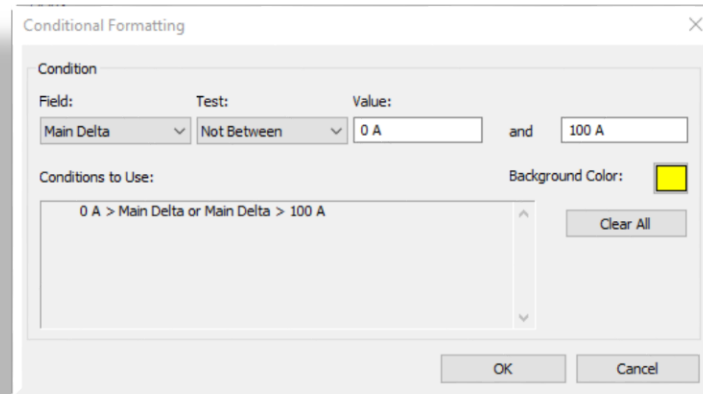 Conditional Formatting
Condition
Field: Test: Value:
Main Delta Not Between 0 A and 100 A
Conditions to Use: Background Color:
0 A > Main Delta or Main Delta > 100 A
Clear All
OK Cancel